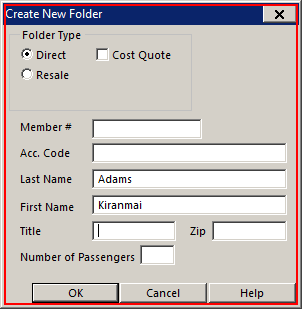 Create New Folder
Folder Type
Direct Cost Quote
Resale
Member #
Acc. Code
Last Name Adams
First Name Kiranmai
Title Zip
Number of Passengers
OK Cancel Help